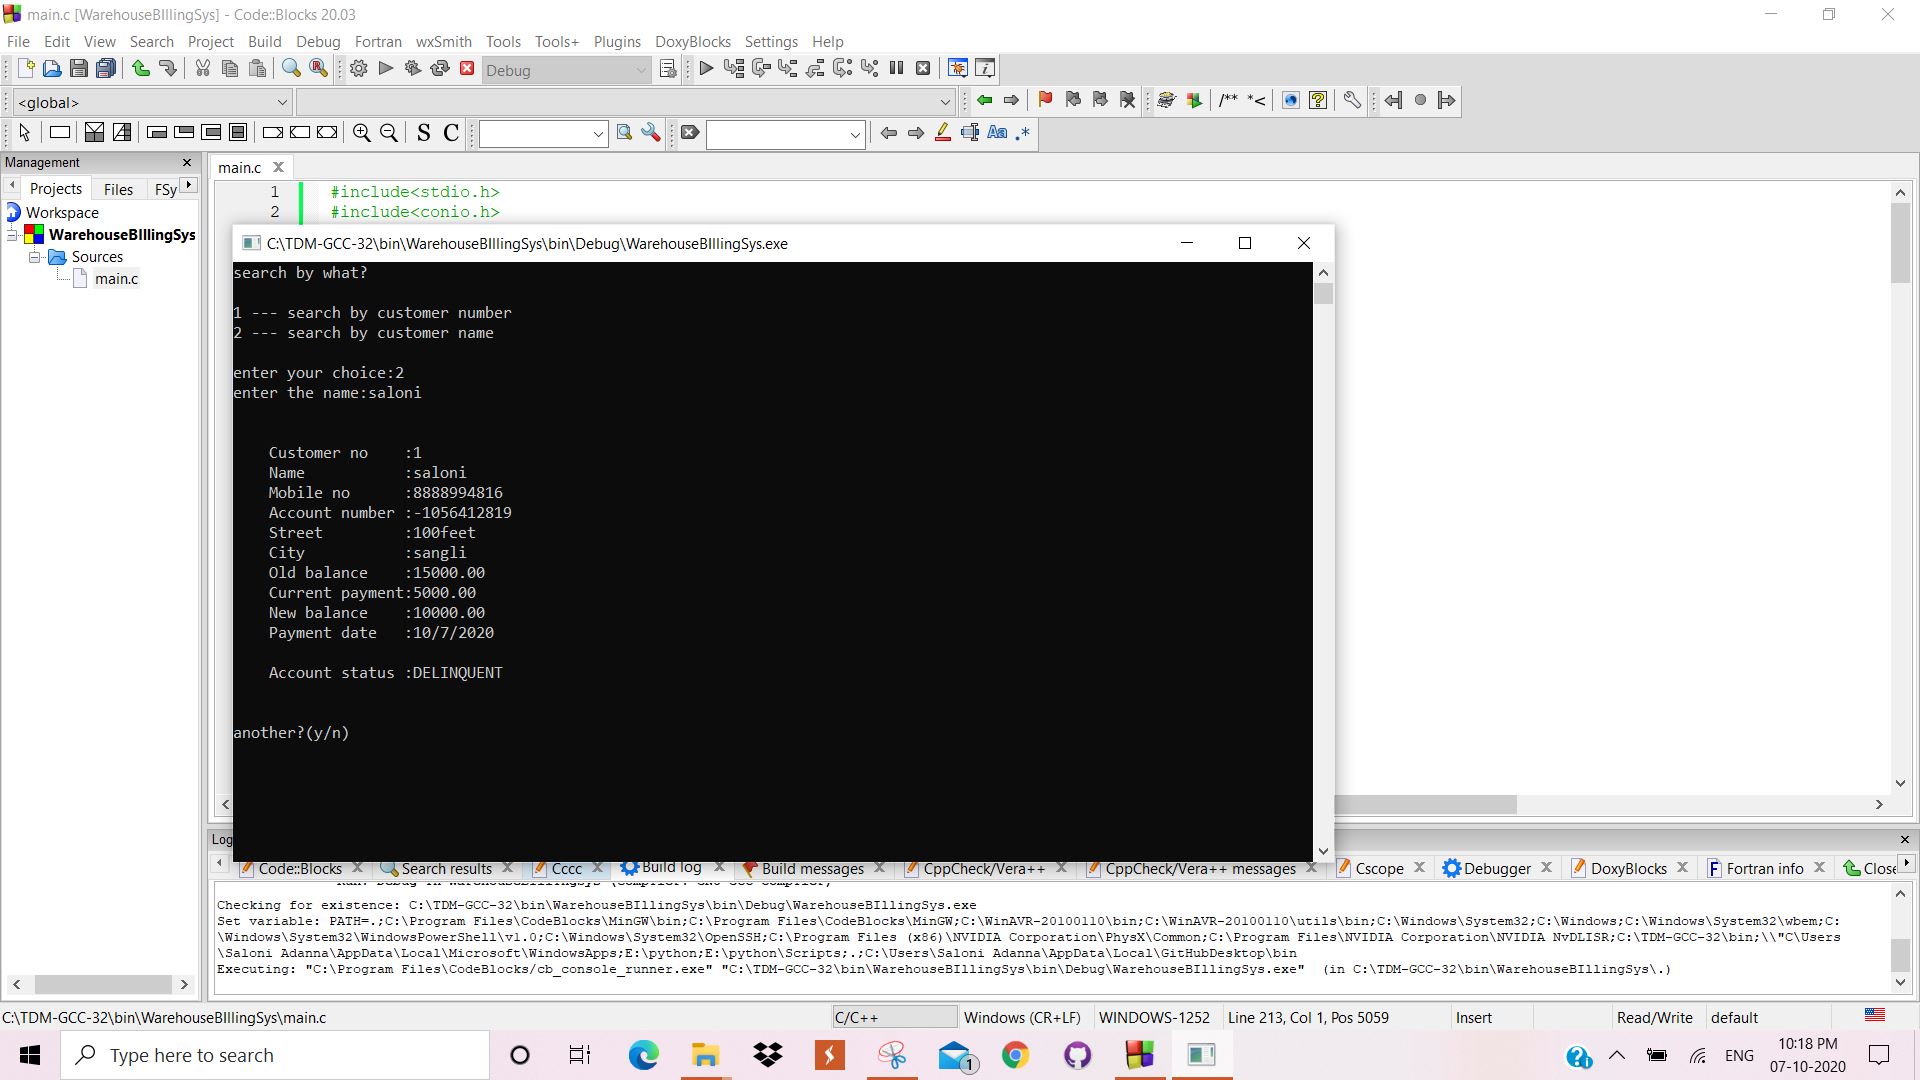 main.c [WarehouseBIllingSys] - Code::Blocks 20.03
File Edit View Search Project Build Debug Fortran wxSmith Tools Tools+ Plugins DoxyBlocks Settings Help
Debug
<global>
/** *<
S C
Aa .*
Management
Projects Files FSy
main.c
Workspace
WarehouseBIllingSys
Sources
main.c
1 #include<stdio.h>
2 #include<conio.h>
C:\TDM-GCC-32\bin\WarehouseBIllingSys\bin\Debug\WarehouseBIllingSys.exe
search by what?
1 --- search by customer number
2 --- search by customer name
enter your choice:2
enter the name:saloni
Customer no :1
Name :saloni
Mobile no :8888994816
Account number :-1056412819
Street :100feet
City :sangli
Old balance :15000.00
Current payment:5000.00
New balance :10000.00
Payment date :10/7/2020
Account status :DELINQUENT
another?(y/n)
Log
Code::Blocks Search results Cccc Build log Build messages CppCheck/Vera++ CppCheck/Vera++ messages Cscope Debugger DoxyBlocks Fortran info Close
Checking for existence: C:\TDM-GCC-32\bin\WarehouseBIllingSys\bin\Debug\WarehouseBIllingSys.exe
Set variable: PATH=.;C:\Program Files\CodeBlocks\MinGW\bin;C:\Program Files\CodeBlocks\MinGW;C:\WinAVR-20100110\bin;C:\WinAVR-20100110\utils\bin;C:\Windows\System32;C:\Windows;C:\Windows\System32\wbem;C:
\Windows\System32\WindowsPowerShell\v1.0;C:\Windows\System32\OpenSSH;C:\Program Files (x86)\NVIDIA Corporation\PhysX\Common;C:\Program Files\NVIDIA Corporation\NVIDIA NvDLISR;C:\TDM-GCC-32\bin;\\"C\Users
\Saloni Adanna\AppData\Local\Microsoft\WindowsApps;E:\python;E:\python\Scripts;.;C:\Users\Saloni Adanna\AppData\Local\GitHubDesktop\bin
Executing: "C:\Program Files\CodeBlocks/cb_console_runner.exe" "C:\TDM-GCC-32\bin\WarehouseBIllingSys\bin\Debug\WarehouseBIllingSys.exe" (in C:\TDM-GCC-32\bin\WarehouseBIllingSys\.)
C:\TDM-GCC-32\bin\WarehouseBIllingSys\main.c C/C++ Windows (CR+LF) WINDOWS-1252 Line 213, Col 1, Pos 5059 Insert Read/Write default
Type here to search
1
ENG
10:18 PM
07-10-2020